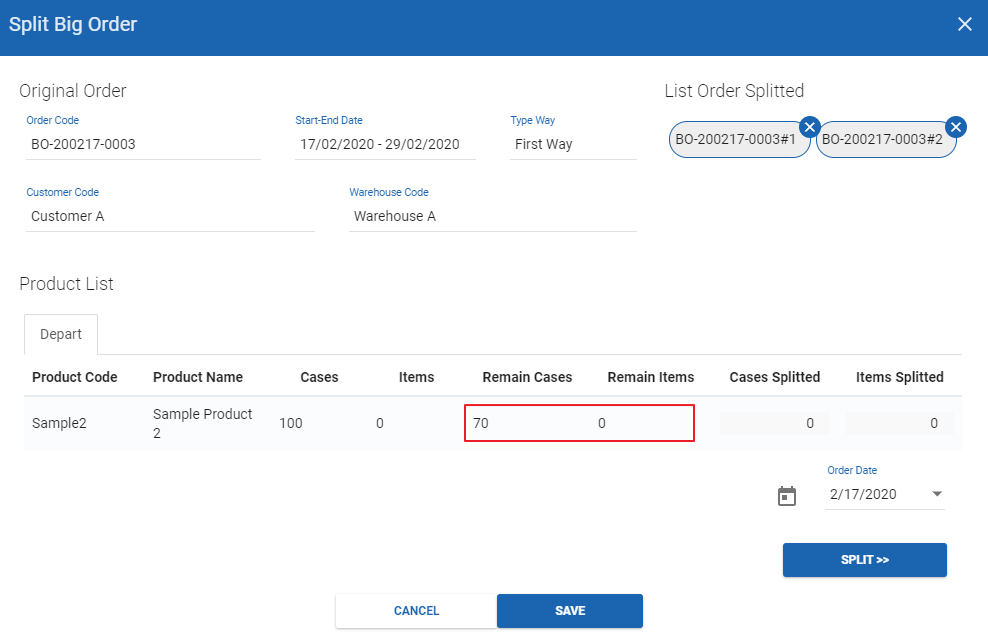 Split Big Order
Original Order
List Order Splitted
Order Code
Start-End Date
Type Way
BO-200217-0003
17/02/2020 - 29/02/2020
First Way
BO-200217-0003#1
BO-200217-0003#2
Customer Code
Warehouse Code
Customer A
Warehouse A
Product List
Depart
Product Code Product Name Cases Items Remain Cases Remain Items Cases Splitted Items Splitted
Sample2 Sample Product 100 0 70 0 0 0
2
Order Date
2/17/2020
SPLIT >>
CANCEL
SAVE